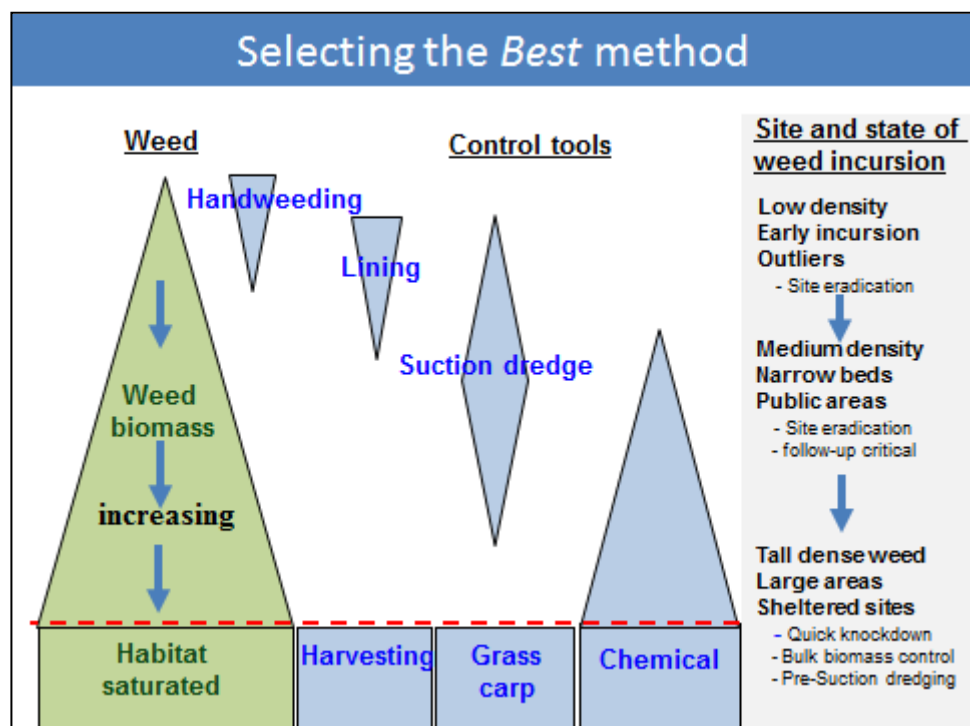 Selecting the Best method
Weed
Control tools
Site and state of
weed incursion
Handweeding
Lining
Suction dredge
Weed
biomass
increasing
Habitat
saturated
Harvesting
Grass
carp
Chemical
Low density
Early incursion
Outliers
- Site eradication
Medium density
Narrow beds
Public areas
- Site eradication
- follow-up critical
Tall dense weed
Large areas
Sheltered sites
- Quick knockdown
- Bulk biomass control
- Pre-Suction dredging